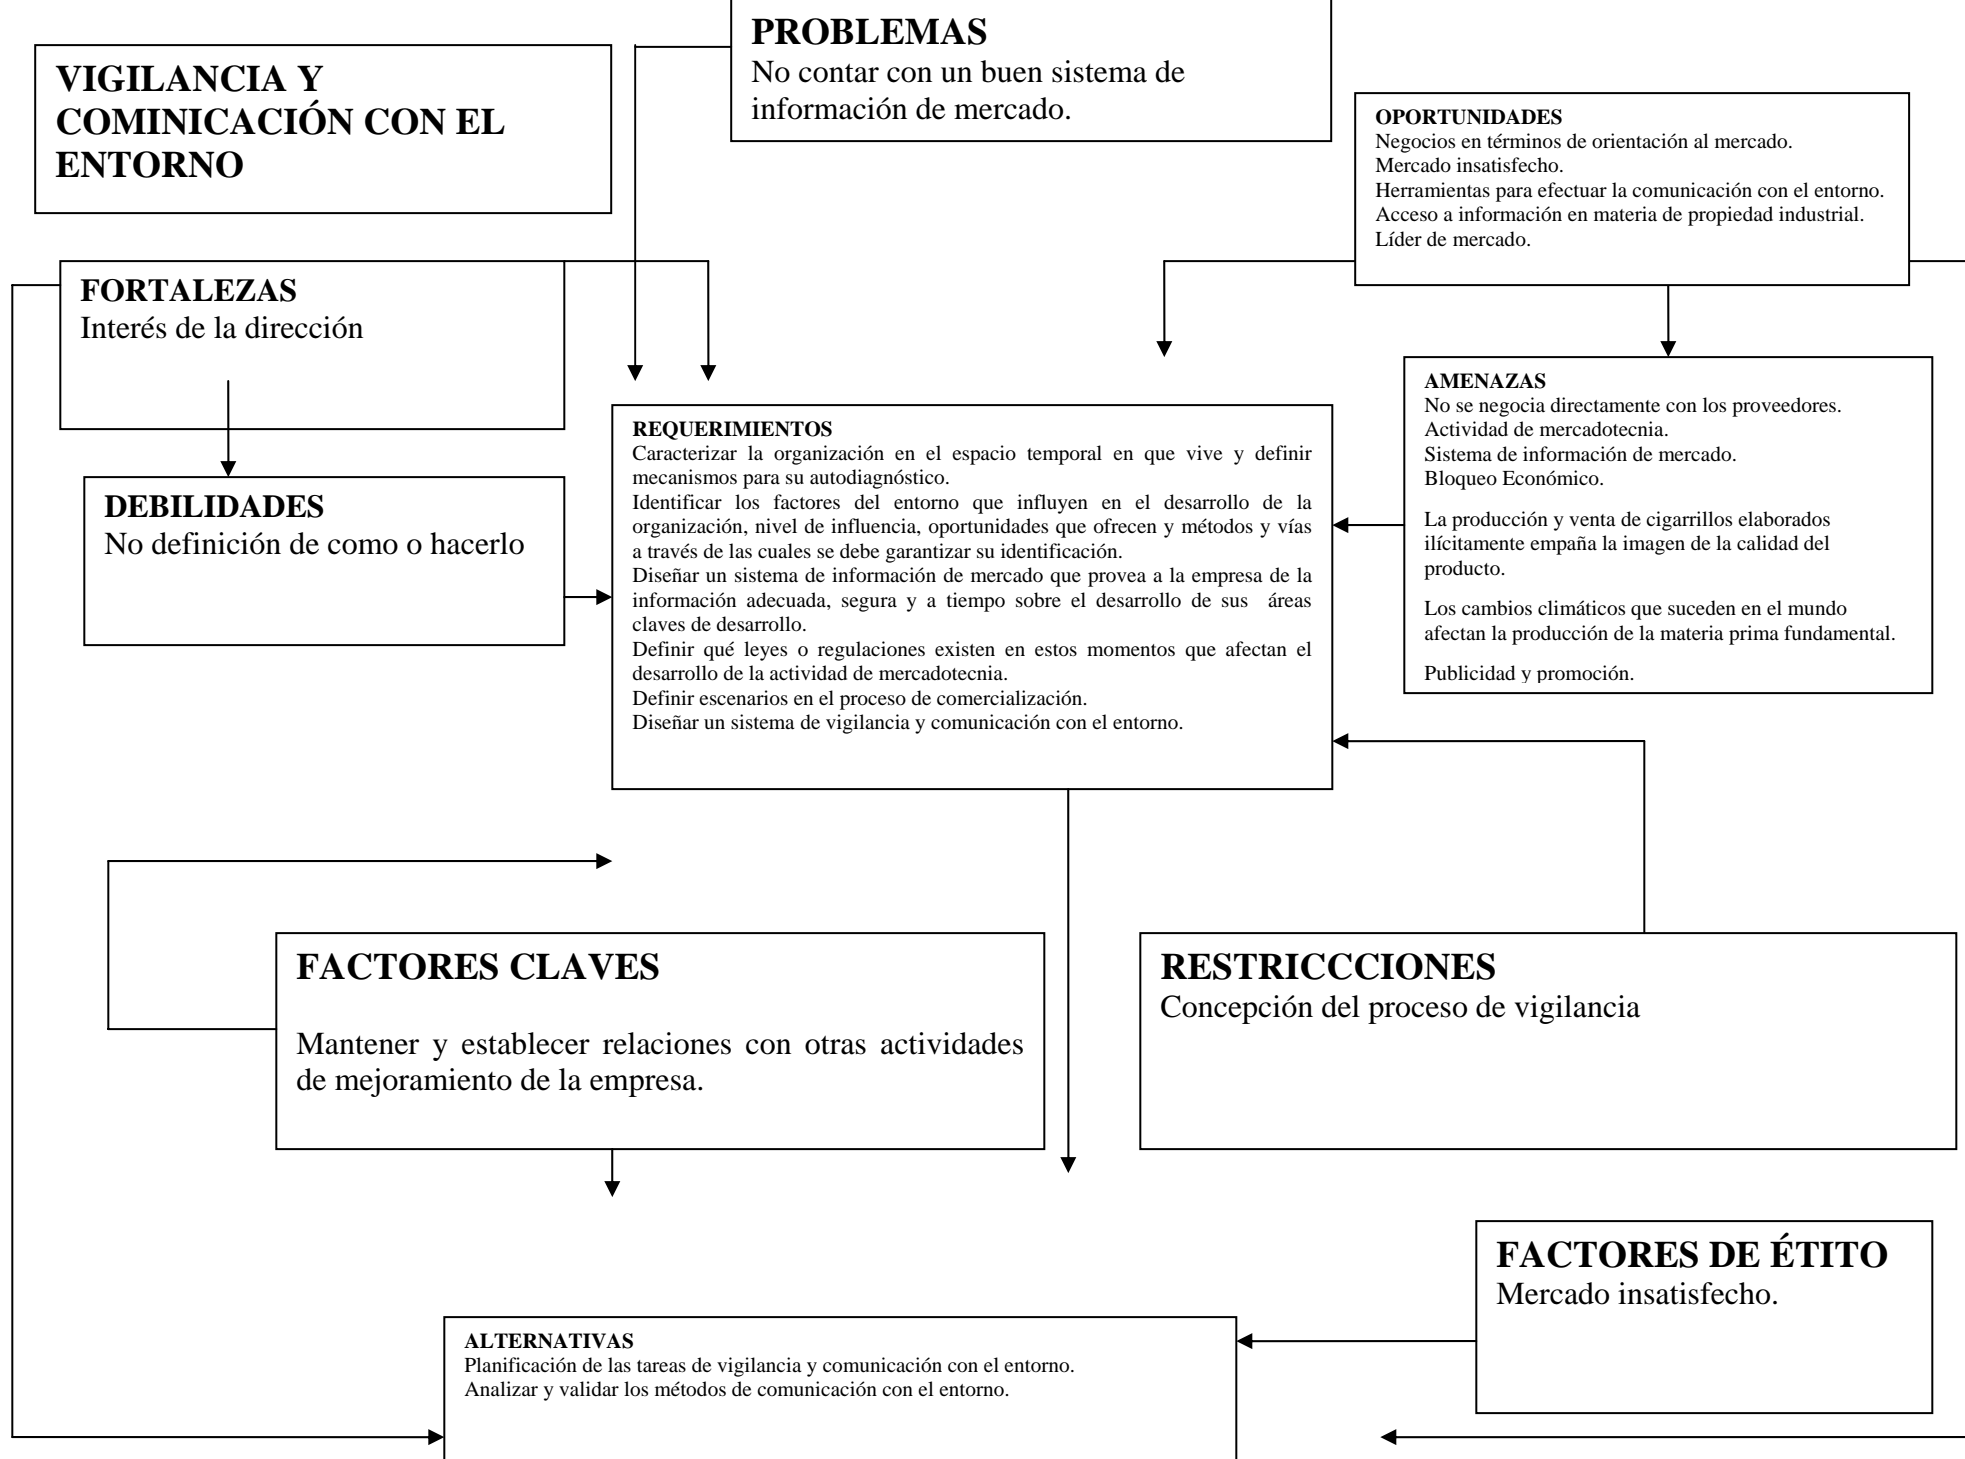 PROBLEMAS
No contar con un buen sistema de
información de mercado.
VIGILANCIA Y
COMINICACIÓN CON EL
ENTORNO
OPORTUNIDADES
Negocios en términos de orientación al mercado.
Mercado insatisfecho.
Herramientas para efectuar la comunicación con el entorno.
Acceso a información en materia de propiedad industrial.
Líder de mercado.
FORTALEZAS
Interés de la dirección
AMENAZAS
No se negocia directamente con los proveedores.
Actividad de mercadotecnia.
Sistema de información de mercado.
Bloqueo Económico.
La producción y venta de cigarrillos elaborados
ilícitamente empaña la imagen de la calidad del
producto.
Los cambios climáticos que suceden en el mundo
afectan la producción de la materia prima fundamental.
Publicidad y promoción.
REQUERIMIENTOS
Caracterizar la organización en el espacio temporal en que vive y definir
mecanismos para su autodiagnóstico.
Identificar los factores del entorno que influyen en el desarrollo de la
organización, nivel de influencia, oportunidades que ofrecen y métodos y vías
a través de las cuales se debe garantizar su identificación.
Diseñar un sistema de información de mercado que provea a la empresa de la
información adecuada, segura y a tiempo sobre el desarrollo de sus áreas
claves de desarrollo.
Definir qué leyes o regulaciones existen en estos momentos que afectan el
desarrollo de la actividad de mercadotecnia.
Definir escenarios en el proceso de comercialización.
Diseñar un sistema de vigilancia y comunicación con el entorno.
DEBILIDADES
No definición de como o hacerlo
FACTORES CLAVES
Mantener y establecer relaciones con otras actividades
de mejoramiento de la empresa.
RESTRICCCIONES
Concepción del proceso de vigilancia
FACTORES DE ÉTITO
Mercado insatisfecho.
ALTERNATIVAS
Planificación de las tareas de vigilancia y comunicación con el entorno.
Analizar y validar los métodos de comunicación con el entorno.